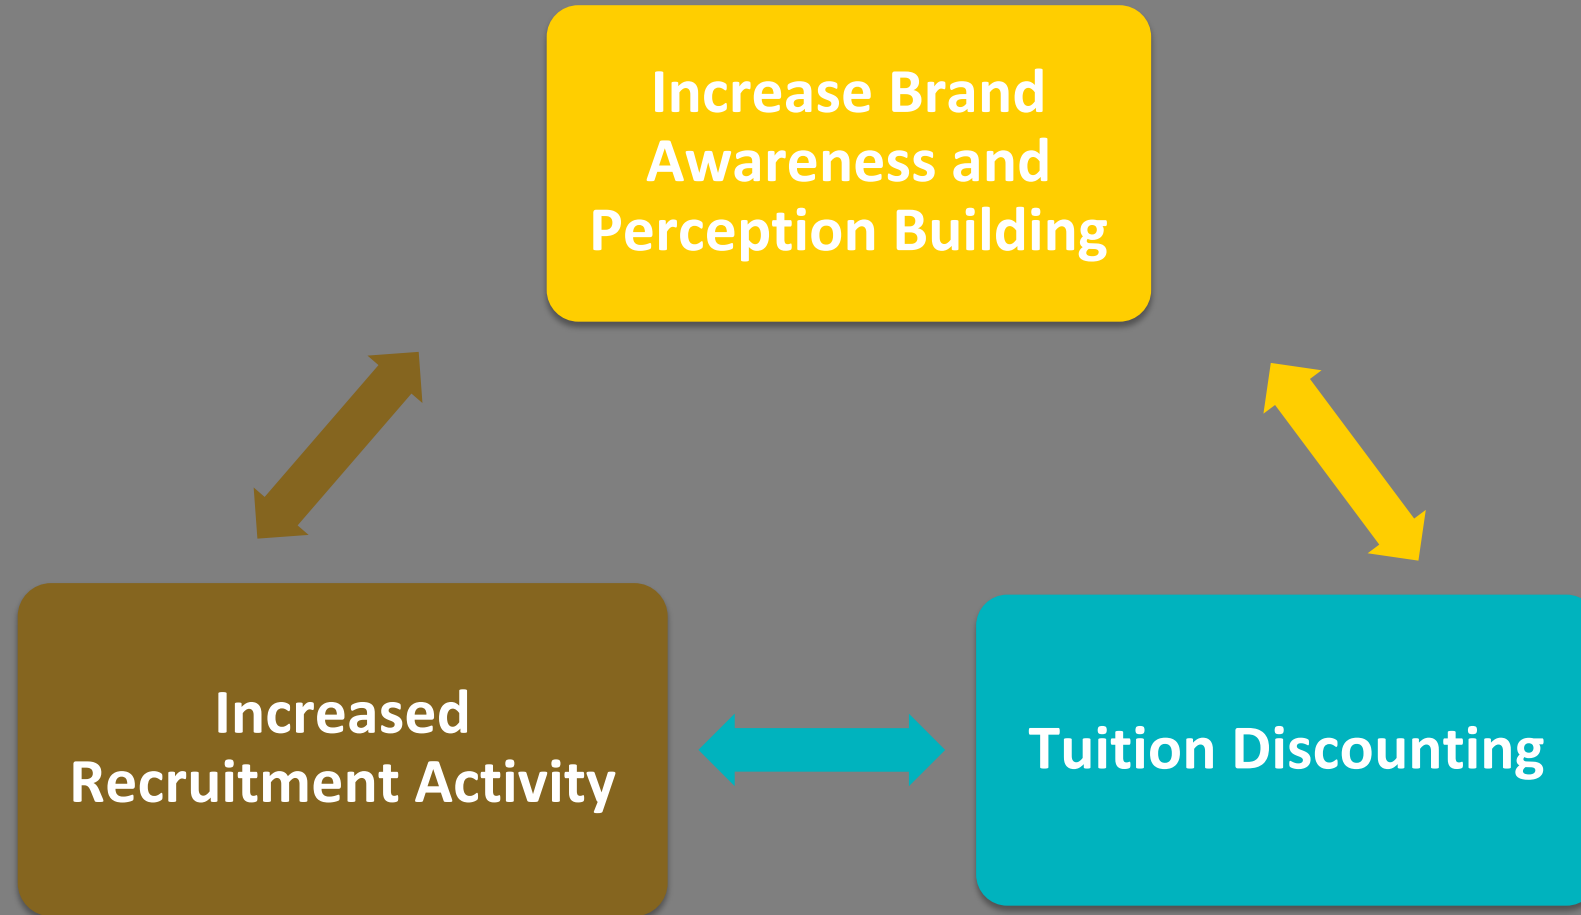 Increase Brand
Awareness and
Perception Building
Increased
Recruitment Activity
Tuition Discounting